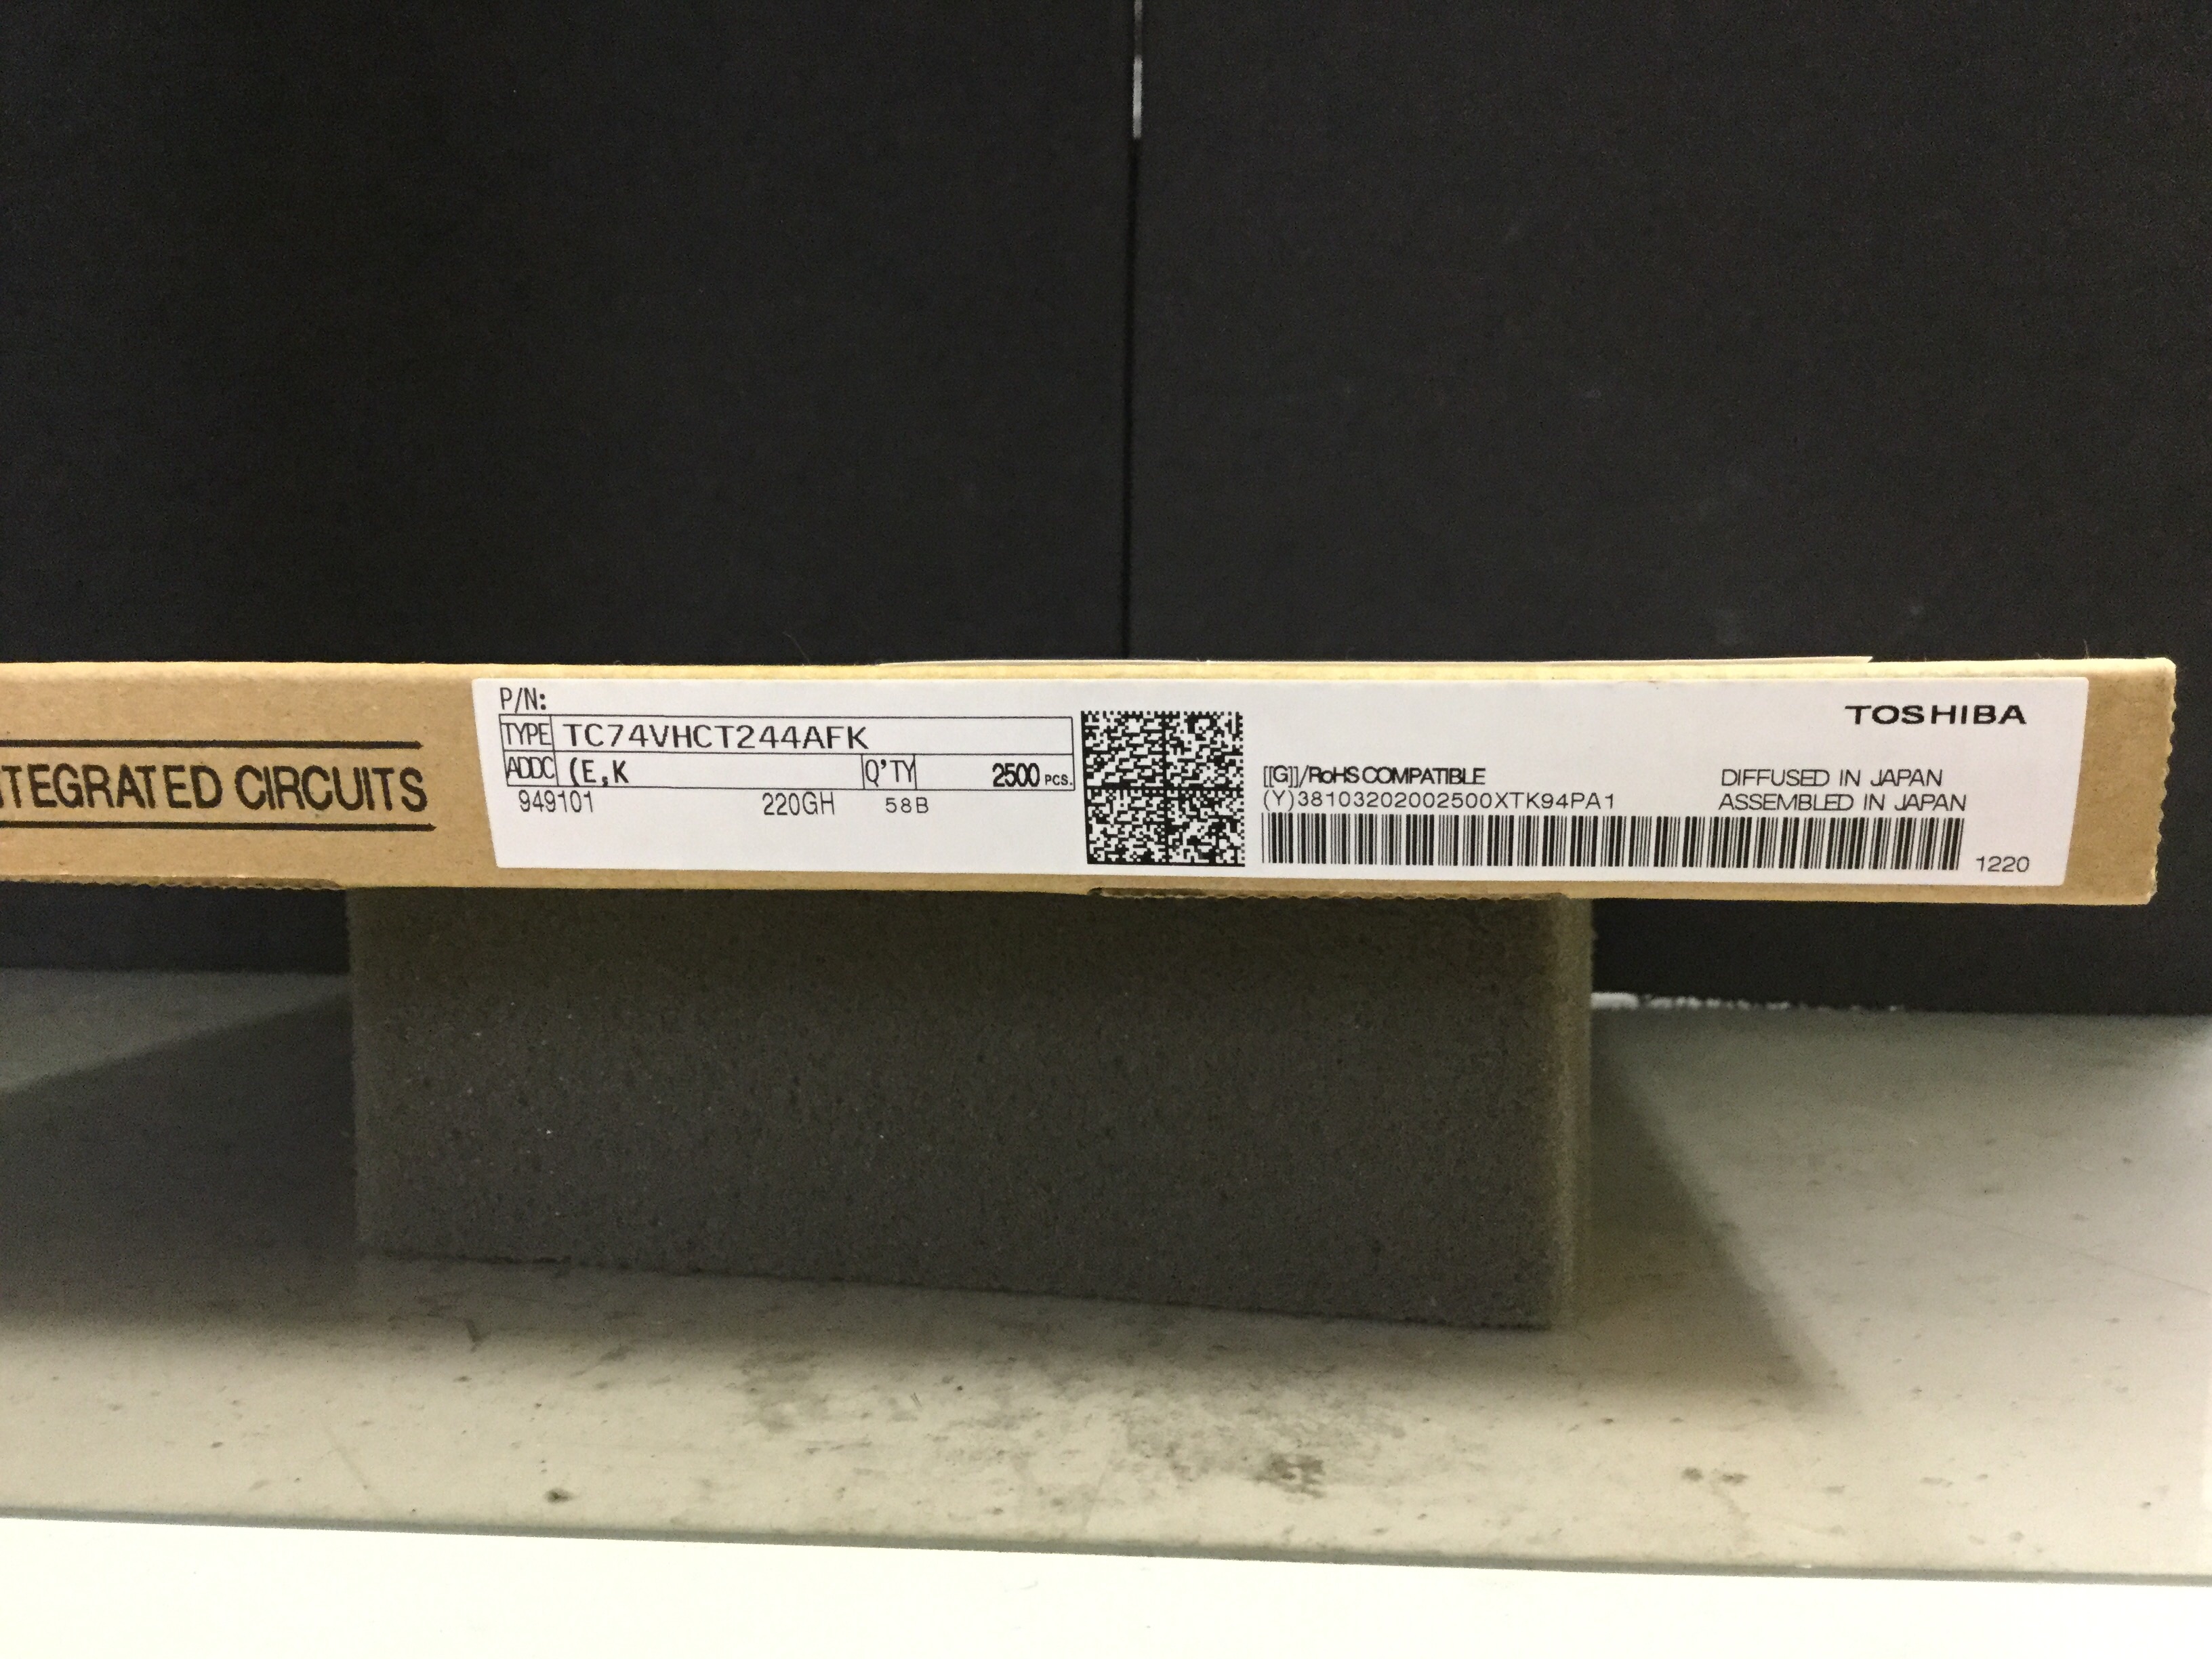 INTEGRATED CIRCUITS
P/N:
TYPE TC74VHCT244AFK
ADDC (E,K Q'TY 2500 PCS.
949101 220GH 58B
TOSHIBA
[[G]]/RoHS COMPATIBLE DIFFUSED IN JAPAN
(Y)38103202002500XTK94PA1 ASSEMBLED IN JAPAN
1220